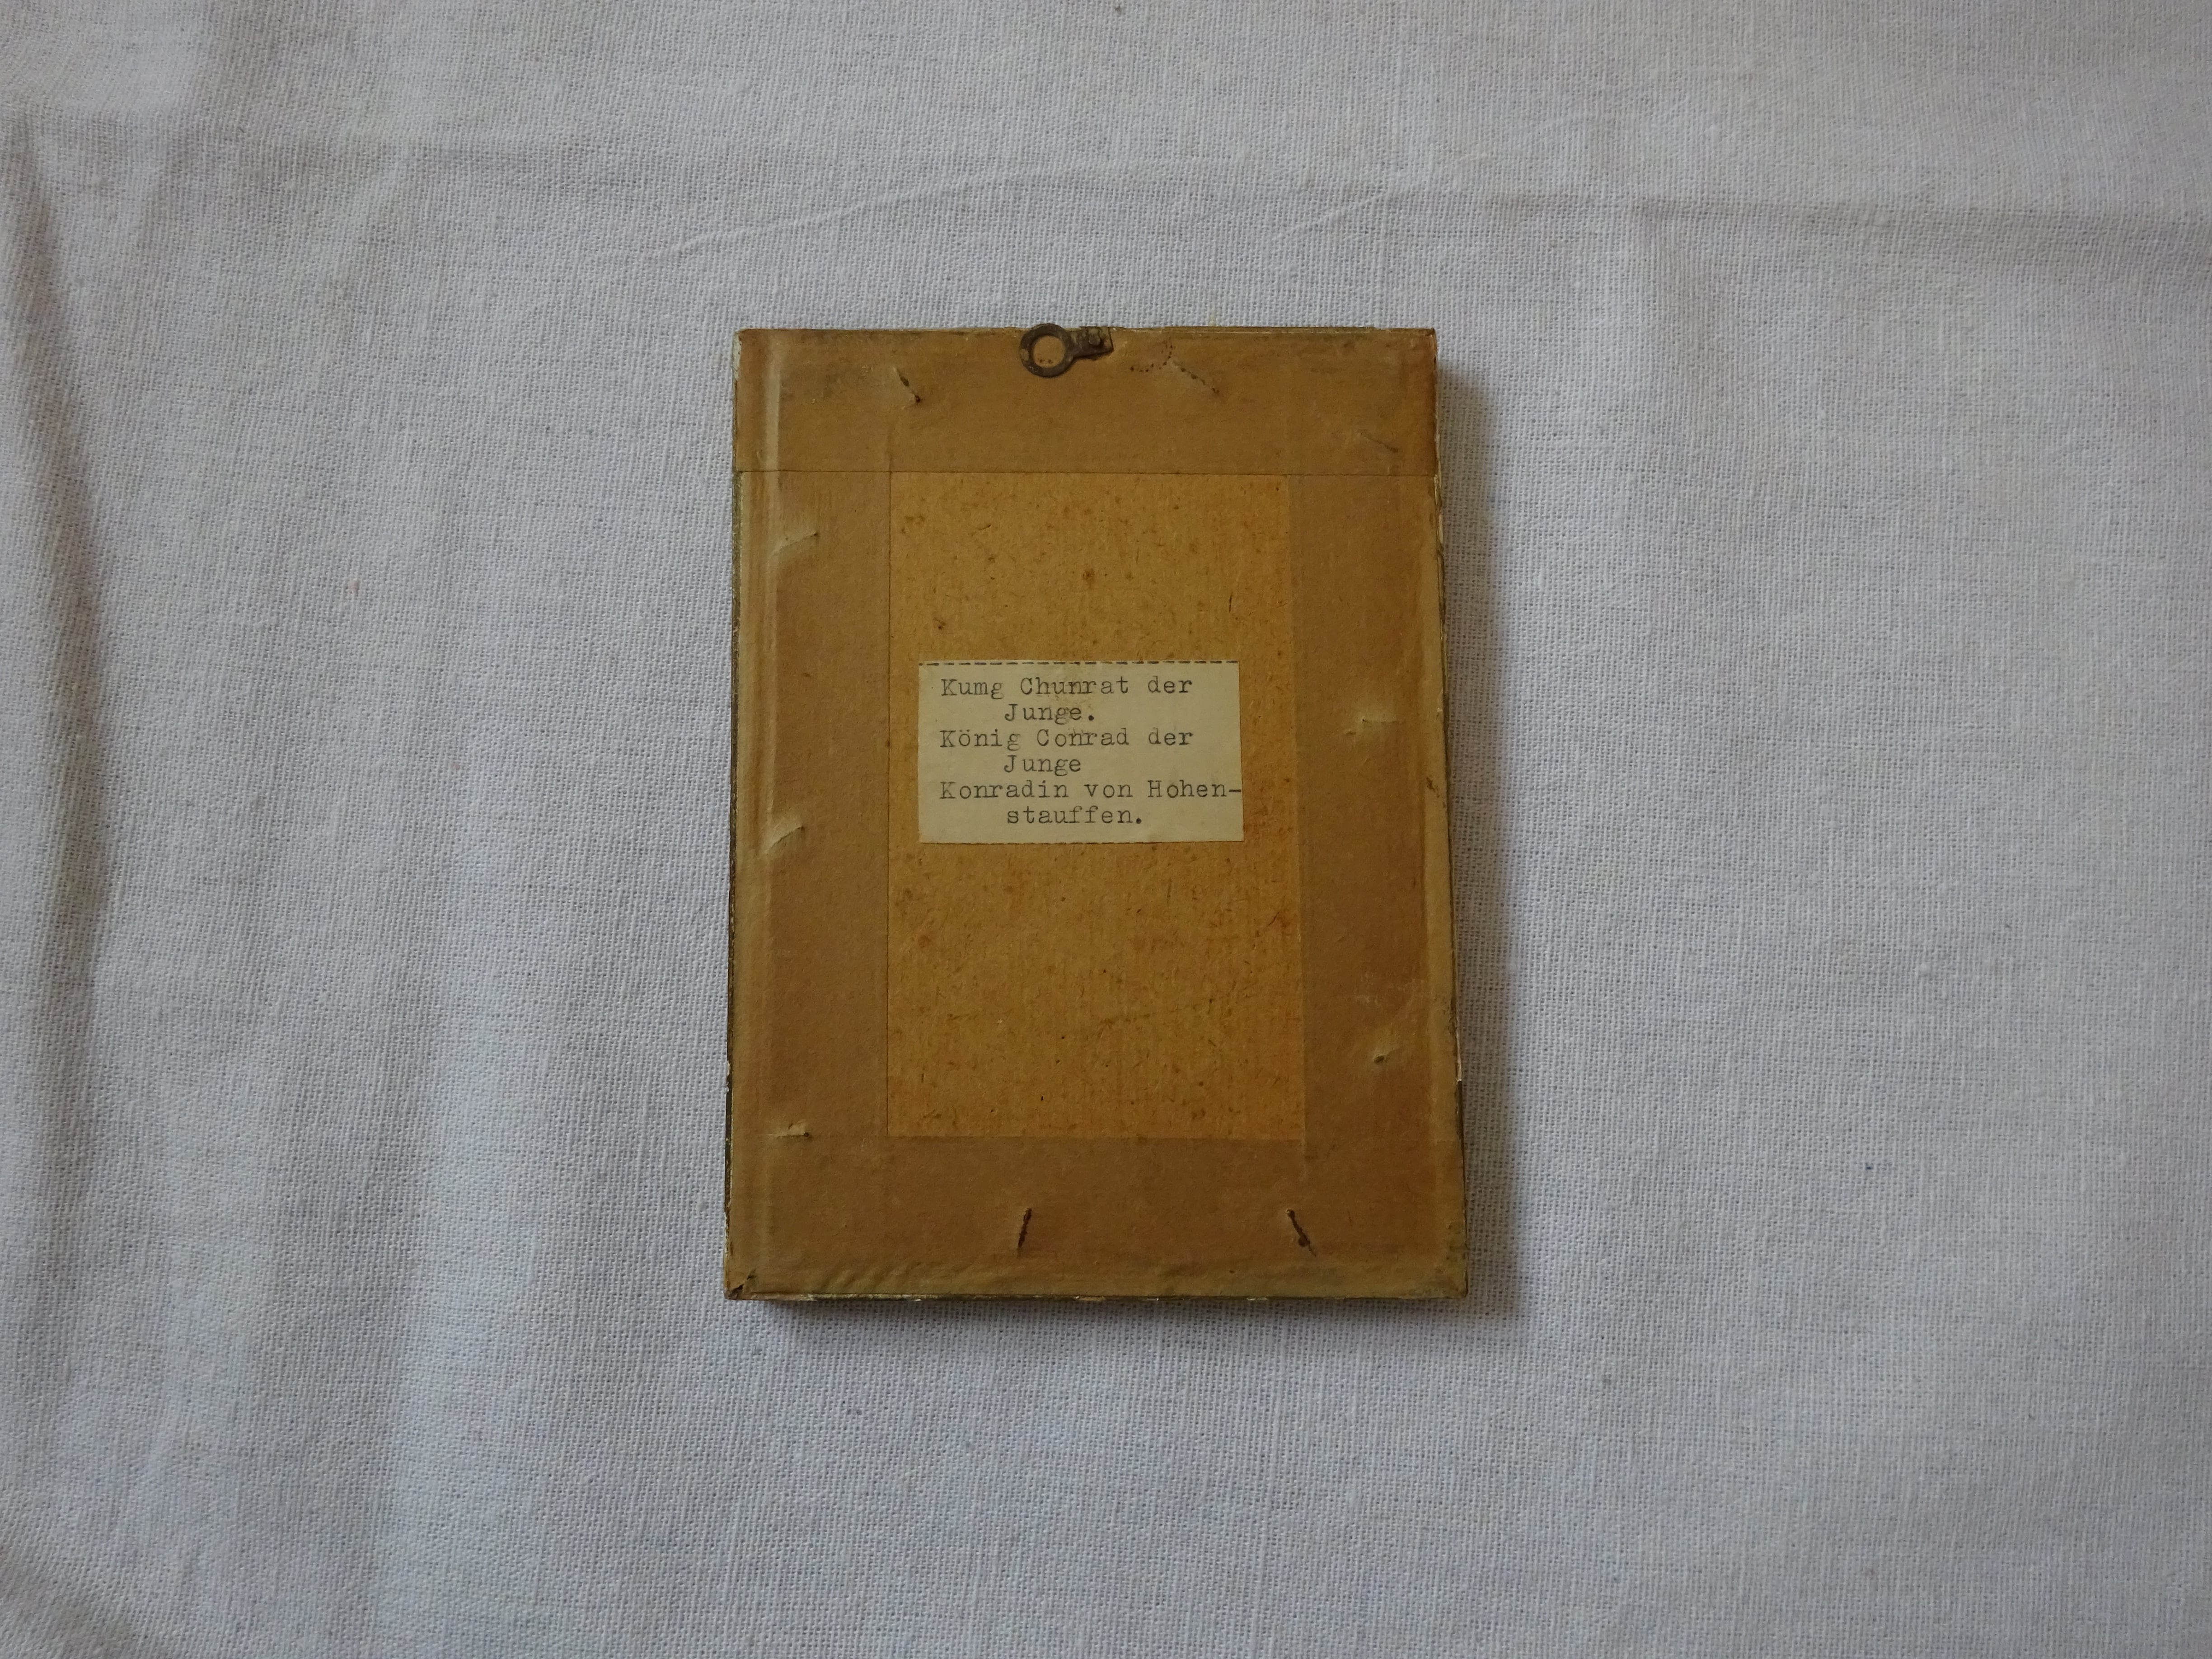 Kumg Chunrat der
Junge.
König Conrad der
Junge
Konradin von Hohen-
stauffen.